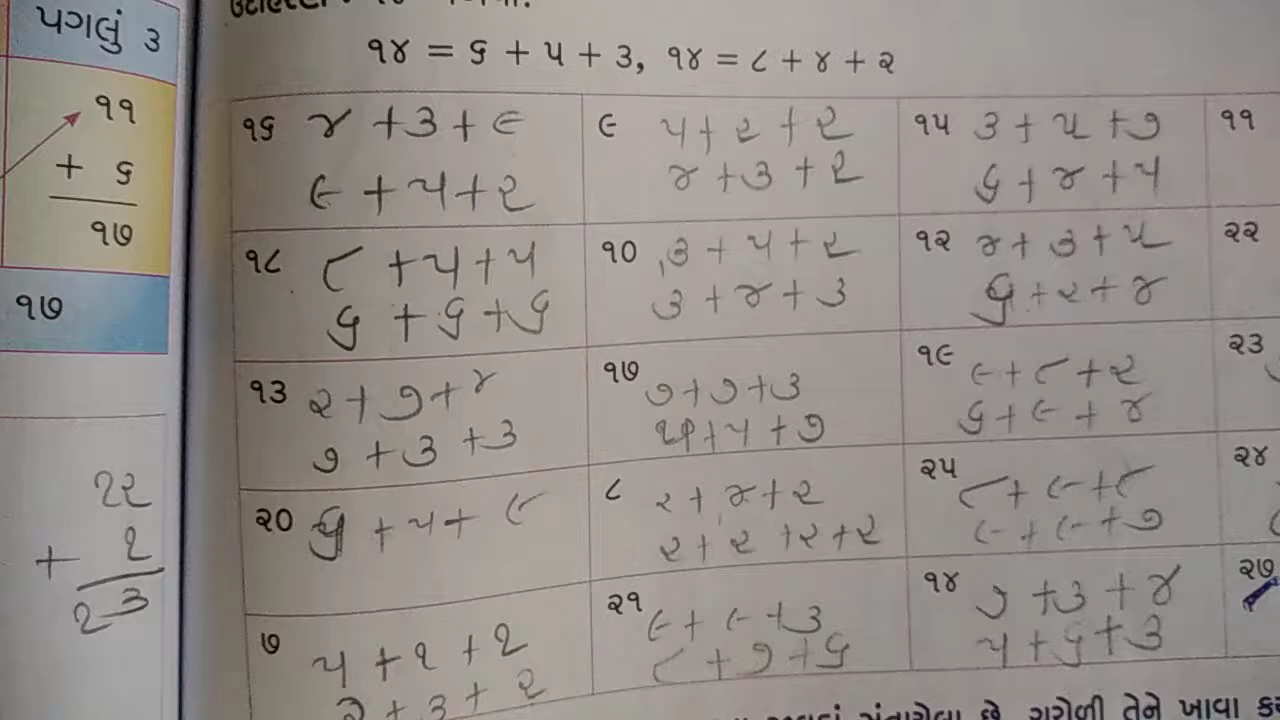 પગલું ૩
૧૧
+ ૬
૧૭
૧૭
૨૨
+ ૨
૨૩
૧૪ = ૬ + ૫ + ૩, ૧૪ = ૮ + ૪ + ૨
૧૬ ૪ + ૩ + ૯
૯ + ૫ + ૨
૯ ૫ + ૨ + ૨
૪ + ૩ + ૨
૧૫ ૩ + ૫ + ૭
૬ + ૪ + ૫
૧૧
૧૮ ૮ + ૫ + ૫
૬ + ૬ + ૬
૧૦ ૩ + ૫ + ૨
૩ + ૪ + ૩
૧૨ ૪ + ૩ + ૫
૬ + ૨ + ૪
૨૨
૧૩ ૨ + ૭ + ૪
૭ + ૩ + ૩
૧૭ ૭ + ૭ + ૩
+ ૫ + ૭
૧૯ ૯ + ૮ + ૨
૬ + ૯ + ૪
૨૩
૨૦ ૬ + ૫ + ૯
૮ ૨ + ૪ + ૨
૨ + ૨ + ૨ + ૨
૨૫ ૮ + ૯ + ૮
૯ + ૯ + ૭
૨૪
૭ ૫ + ૧ + ૨
૨ + ૩ + ૨
૨૧ ૯ + ૯ + ૩
૮ + ૭ + ૬
૧૪ ૭ + ૩ + ૪
૫ + ૬ + ૩
૨૭
છે. ગરોળી તેને ખાવા